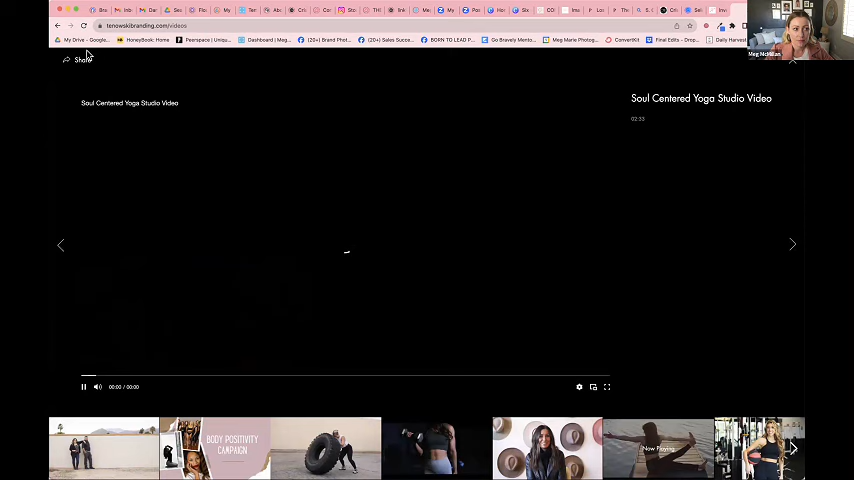 tenowskibranding.com/videos
My Drive - Google...
HoneyBook: Home
Peerspace | Uniqu...
Dashboard | Meg...
(20+) Brand Phot...
(20+) Sales Succe...
BORN TO LEAD P...
Go Bravely Mento...
Meg Marie Photog...
ConvertKit
Final Edits - Drop...
Daily Harvest
Meg McMillan
Share
Soul Centered Yoga Studio Video
Soul Centered Yoga Studio Video
02:33
00:00 / 00:00
BODY POSITIVITY
CAMPAIGN
Now Playing